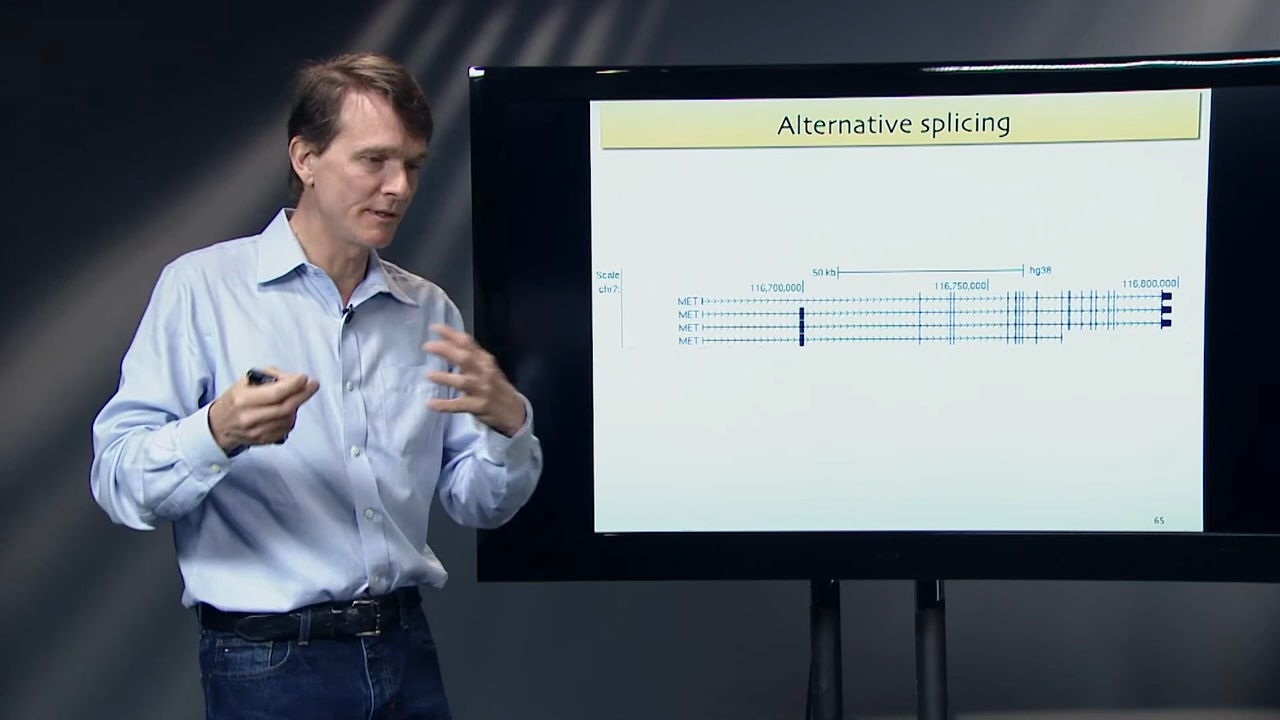 Alternative splicing
Scale
50 kb
hg38
chr7:
116,700,000
116,750,000
116,800,000
MET
MET
MET
MET
65